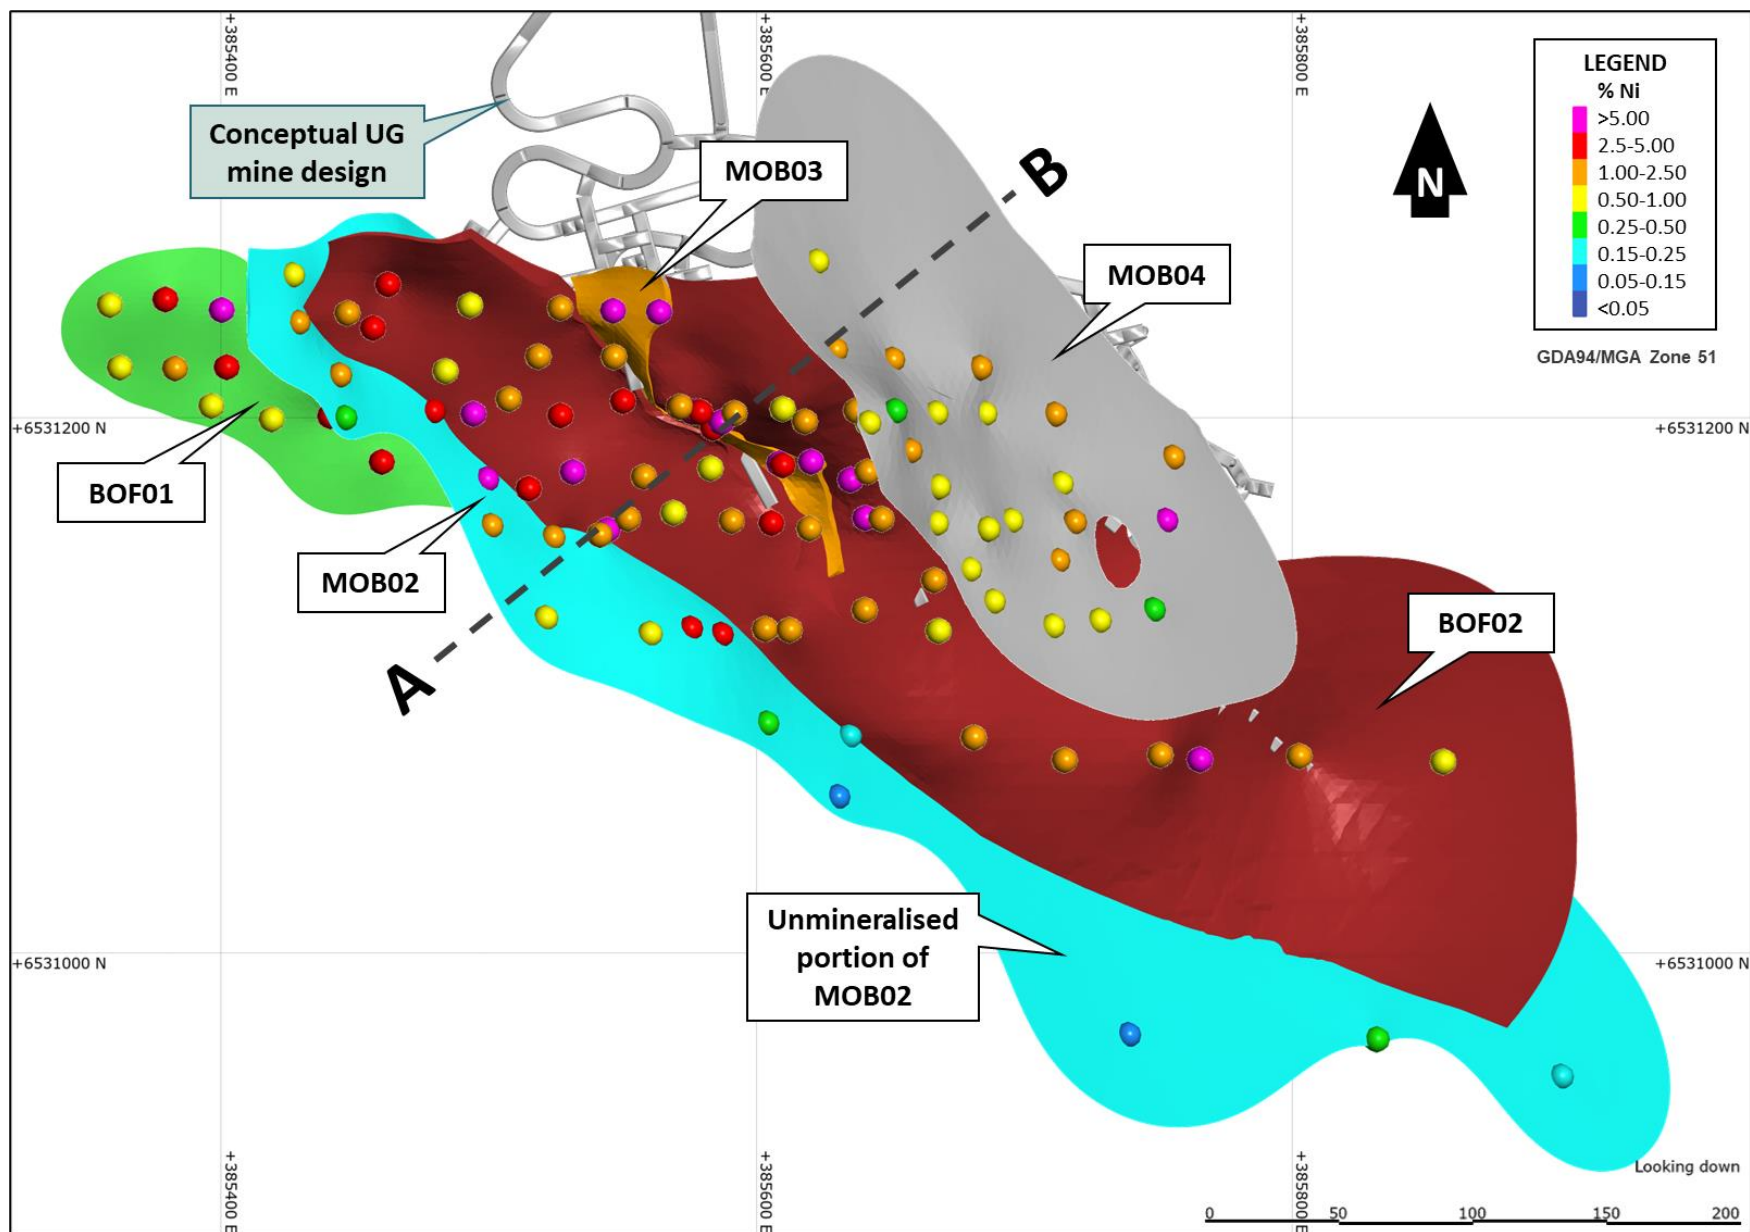 +385400 E
+385600 E
+385800 E
LEGEND
% Ni
>5.00
2.5-5.00
1.00-2.50
0.50-1.00
0.25-0.50
0.15-0.25
0.05-0.15
<0.05
GDA94/MGA Zone 51
N
Conceptual UG
mine design
MOB03
B
MOB04
+6531200 N
+6531200 N
BOF01
MOB02
A
BOF02
Unmineralised
portion of
MOB02
+6531000 N
+6531000 N
+385400 E
+385600 E
+385800 E
Looking down
0 50 100 150 200